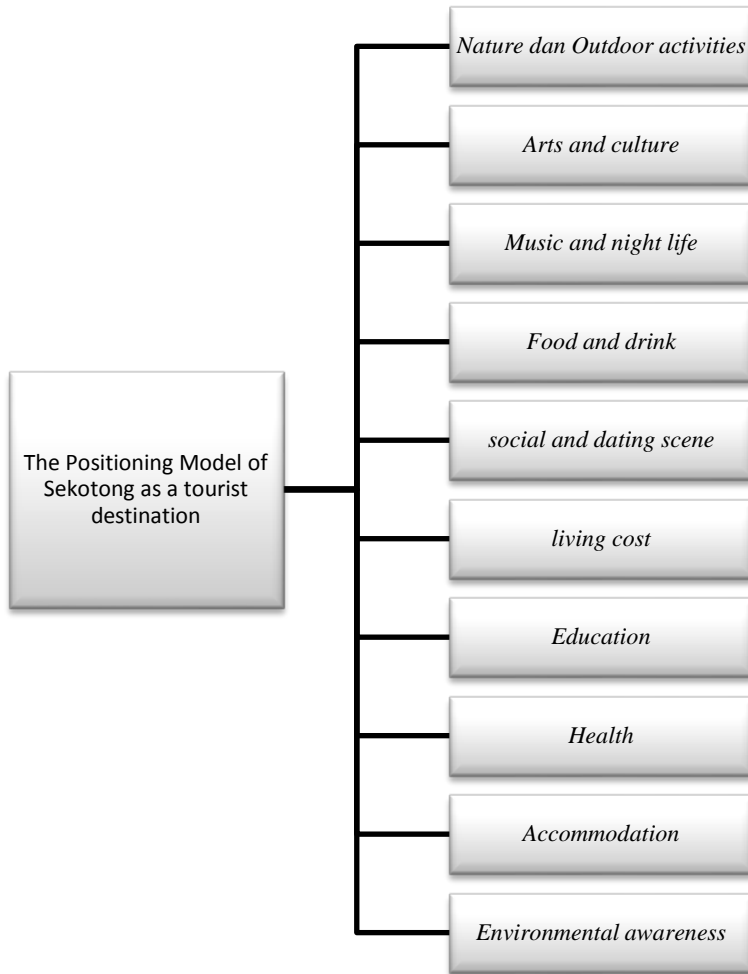 Nature dan Outdoor activities
Arts and culture
Music and night life
Food and drink
The Positioning Model of
Sekotong as a tourist
destination
social and dating scene
living cost
Education
Health
Accommodation
Environmental awareness